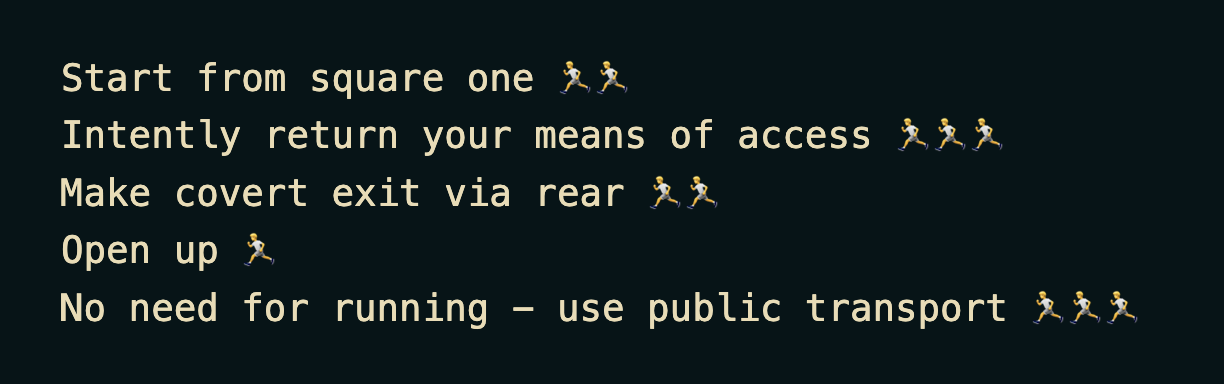 Start from square one 🏃🏃
Intently return your means of access 🏃🏃🏃
Make covert exit via rear 🏃🏃
Open up 🏃
No need for running – use public transport 🏃🏃🏃